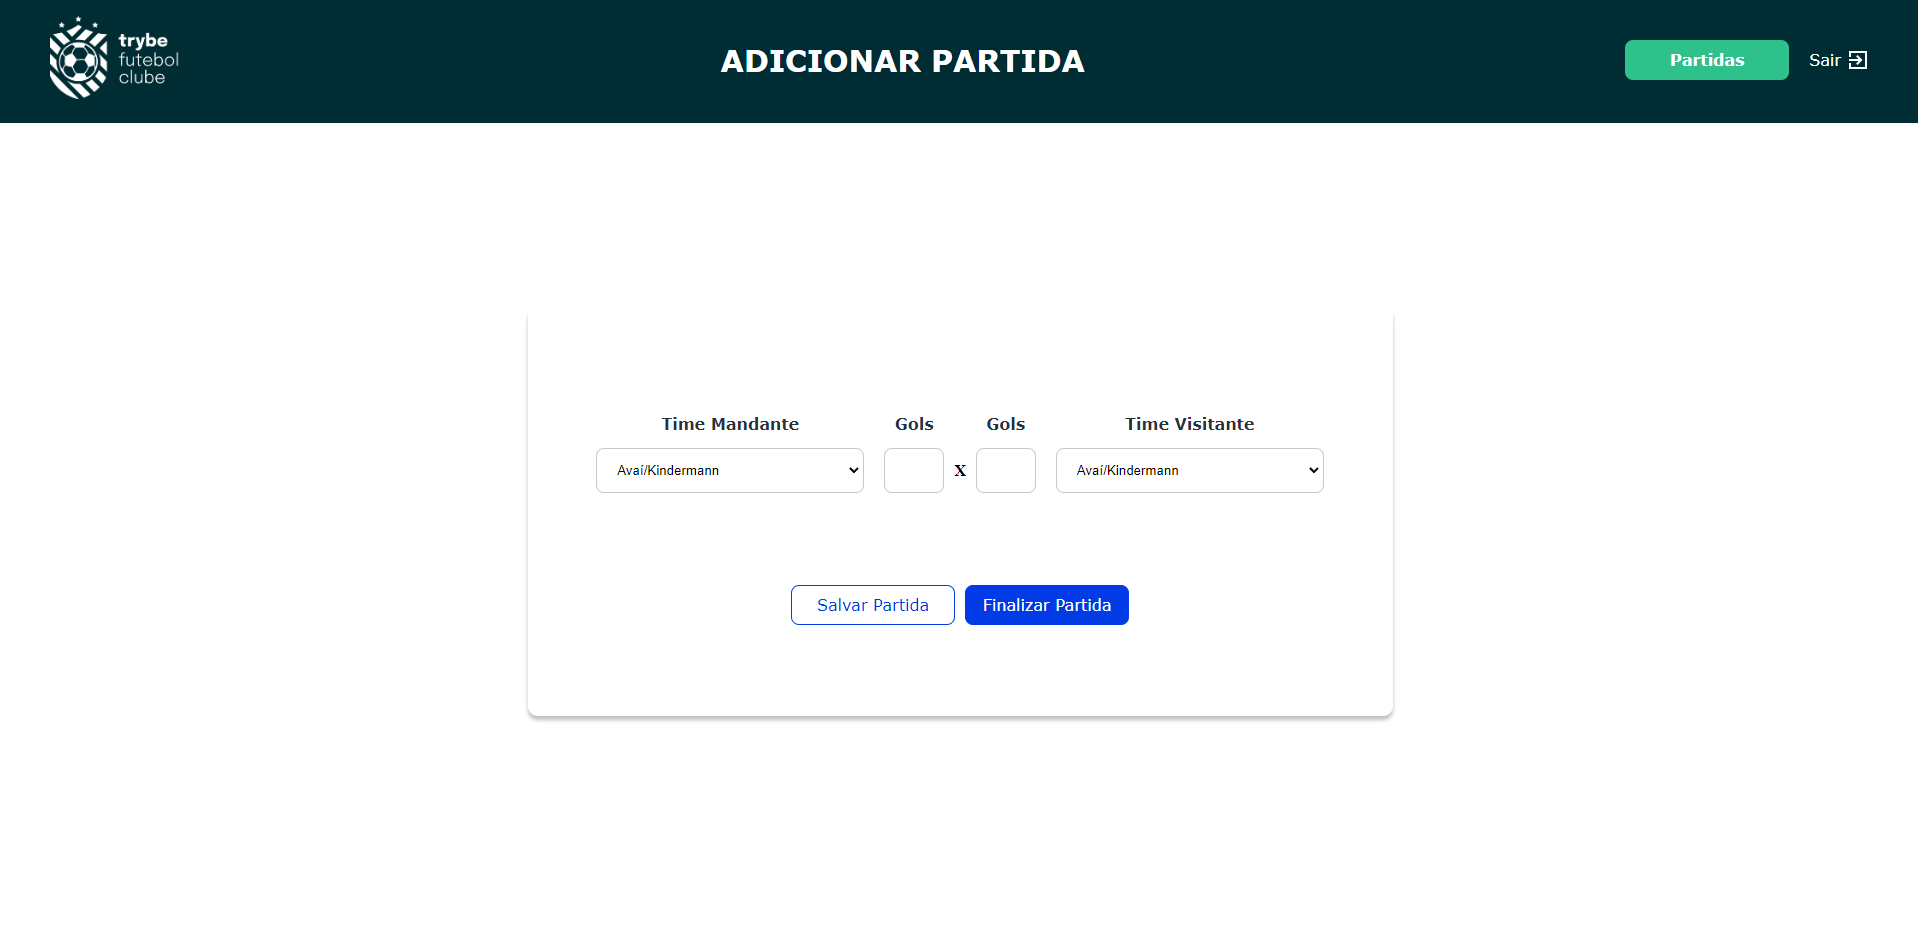 trybe
futebol
clube
ADICIONAR PARTIDA
Partidas
Sair
Time Mandante
Gols
Gols
Time Visitante
Avaí/Kindermann
X
Avaí/Kindermann
Salvar Partida
Finalizar Partida